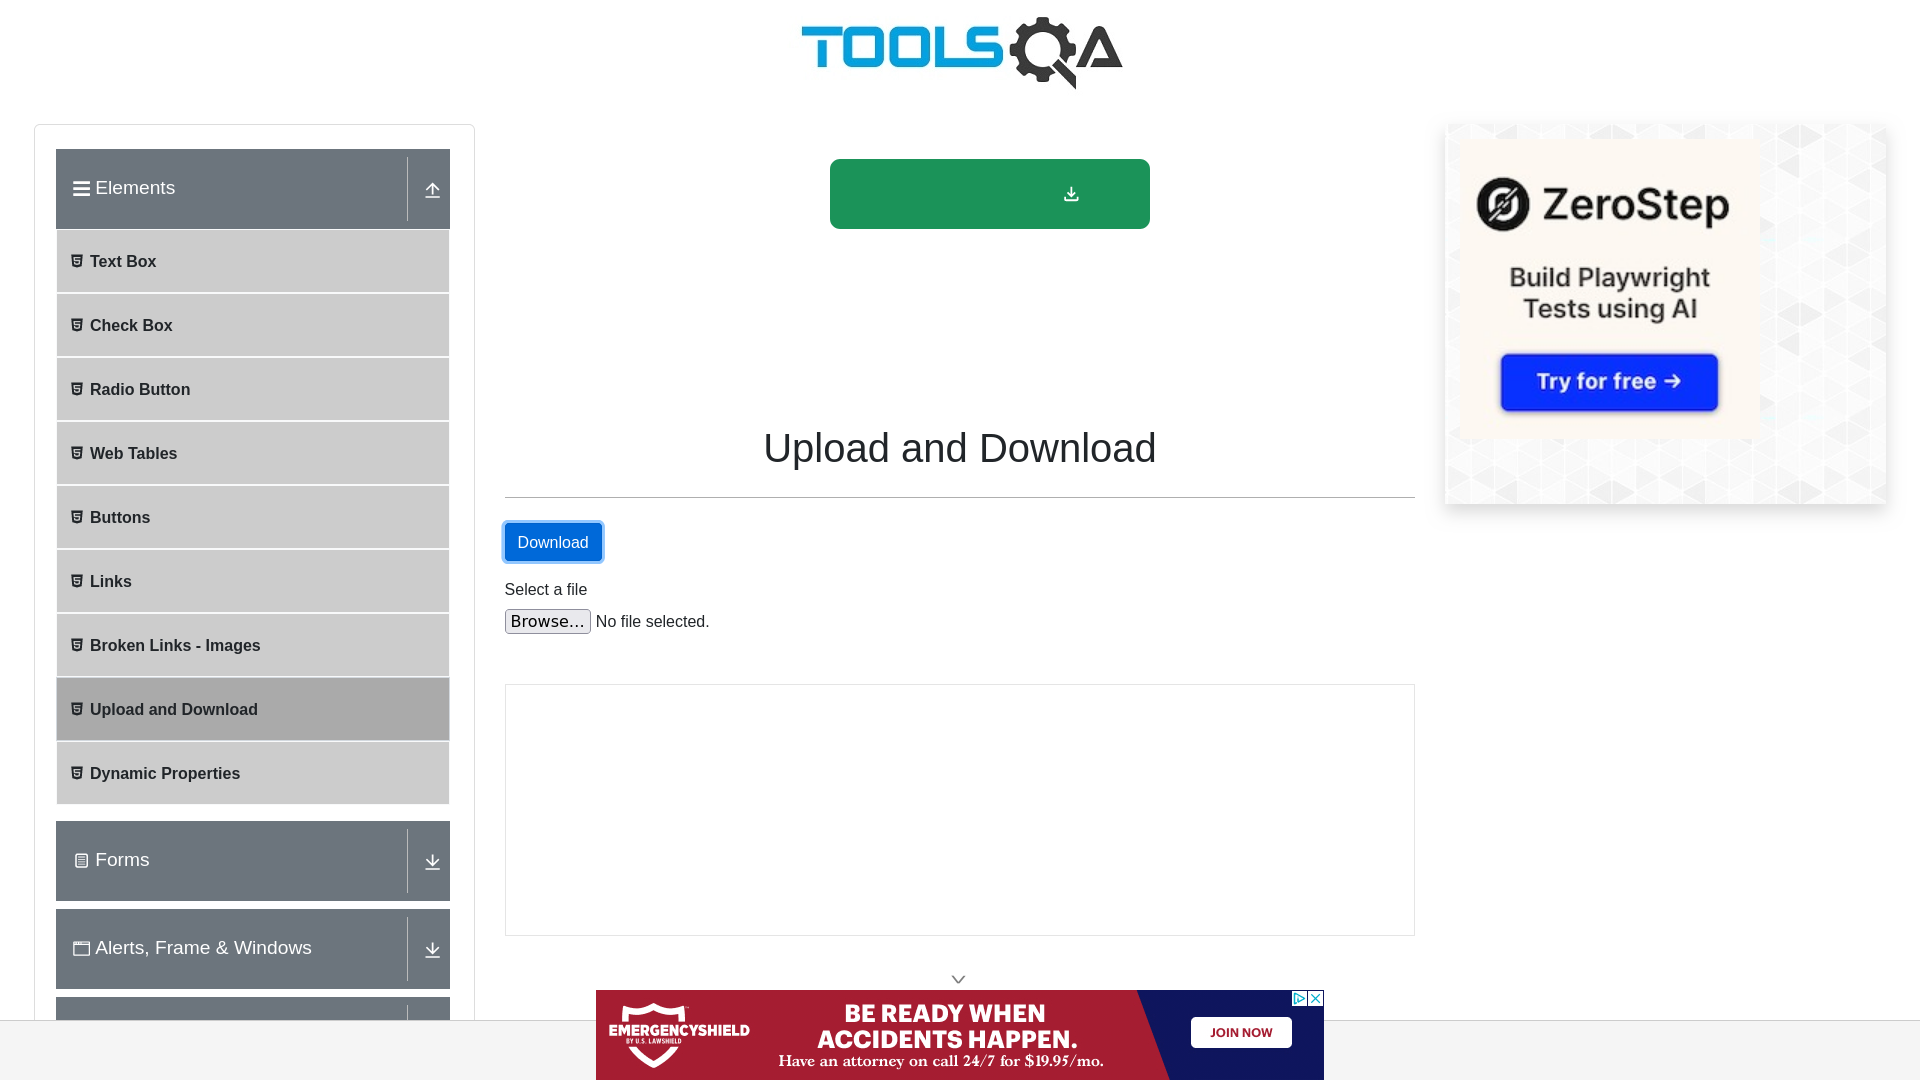 TOOLSQA
Elements
Text Box
Check Box
Radio Button
Web Tables
Buttons
Links
Broken Links - Images
Upload and Download
Dynamic Properties
Forms
Alerts, Frame & Windows
Upload and Download
Download
Select a file
Browse... No file selected.
ZeroStep
Build Playwright
Tests using AI
Try for free →
EMERGENCYSHIELD
BY U.S. LAWSHIELD
BE READY WHEN
ACCIDENTS HAPPEN.
Have an attorney on call 24/7 for $19.95/mo.
JOIN NOW